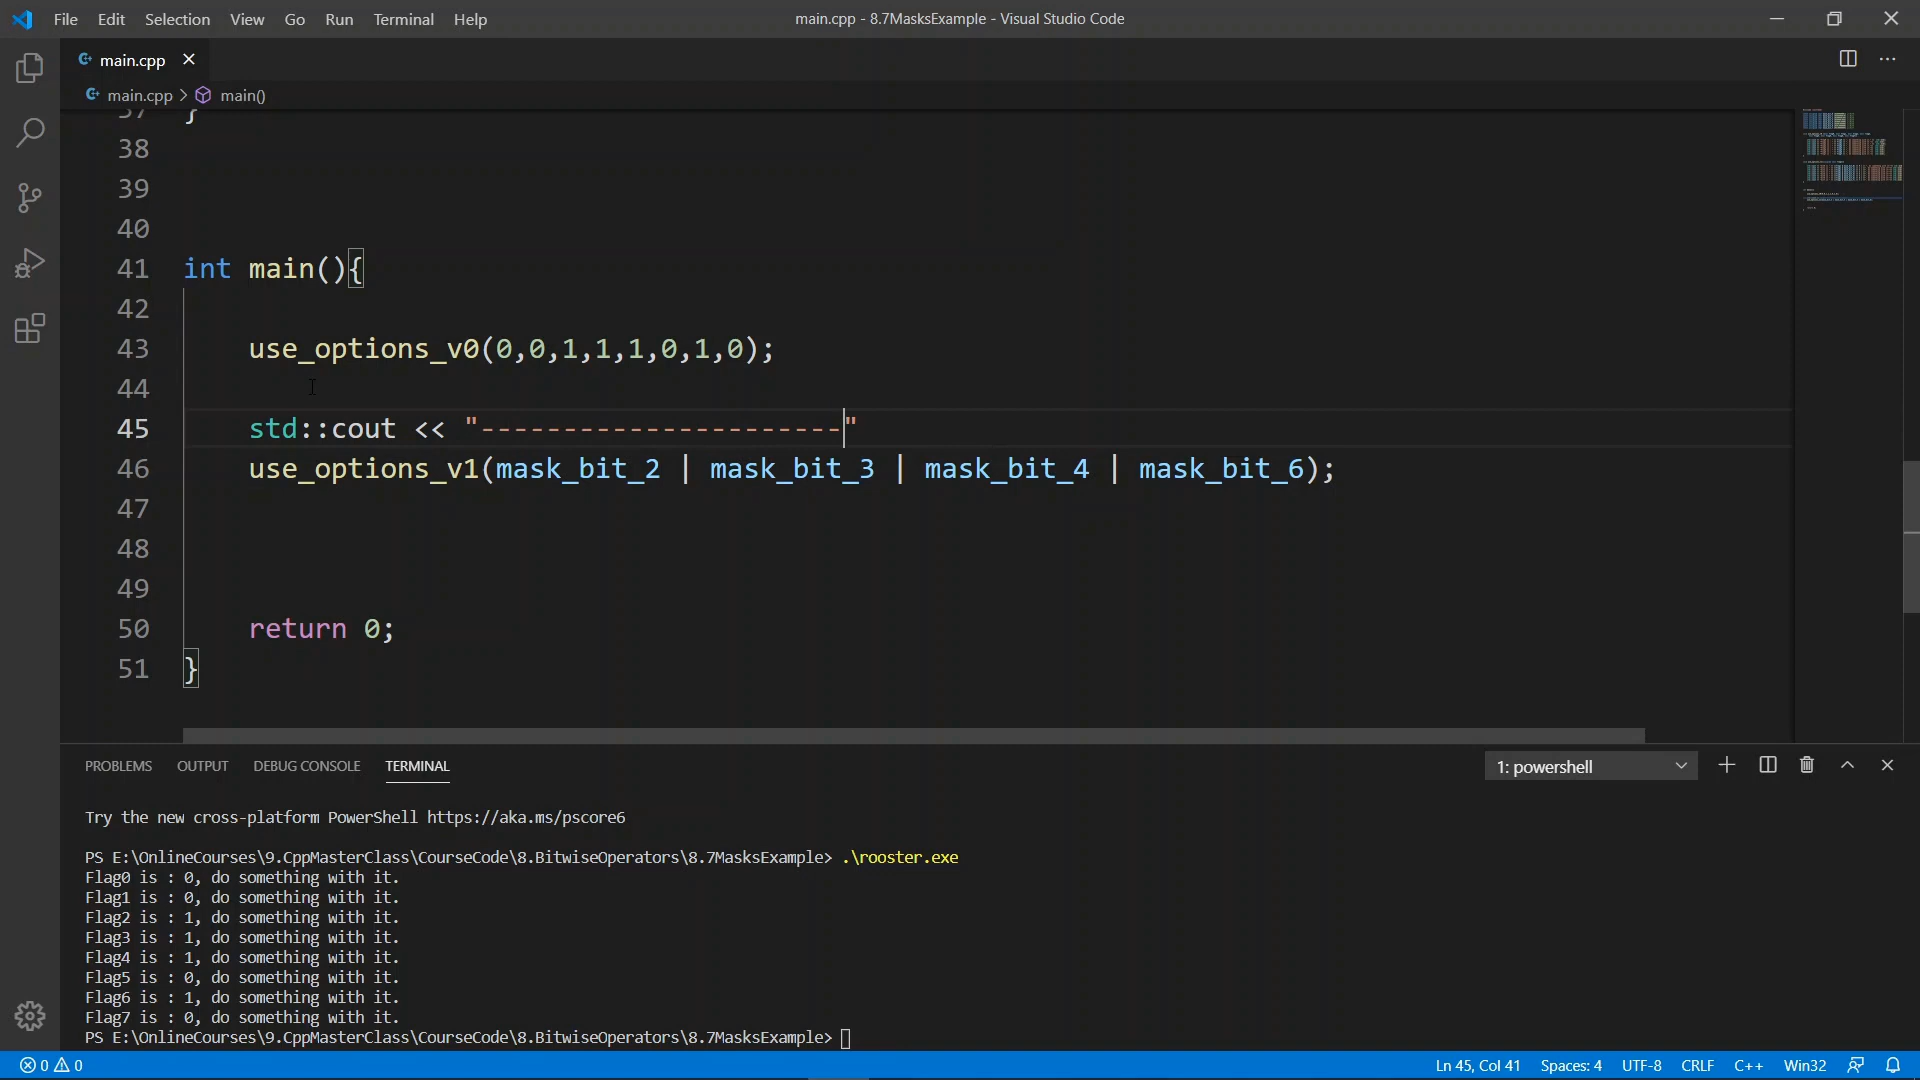 File Edit Selection View Go Run Terminal Help
main.cpp - 8.7MasksExample - Visual Studio Code
main.cpp
main.cpp > main()
37 }
38
39
40
41 int main(){
42
43 use_options_v0(0,0,1,1,1,0,1,0);
44
45 std::cout << "----------------------"
46 use_options_v1(mask_bit_2 | mask_bit_3 | mask_bit_4 | mask_bit_6);
47
48
49
50 return 0;
51 }
PROBLEMS OUTPUT DEBUG CONSOLE TERMINAL
1: powershell
Try the new cross-platform PowerShell https://aka.ms/pscore6
PS E:\OnlineCourses\9.CppMasterClass\CourseCode\8.BitwiseOperators\8.7MasksExample> .\rooster.exe
Flag0 is : 0, do something with it.
Flag1 is : 0, do something with it.
Flag2 is : 1, do something with it.
Flag3 is : 1, do something with it.
Flag4 is : 1, do something with it.
Flag5 is : 0, do something with it.
Flag6 is : 1, do something with it.
Flag7 is : 0, do something with it.
PS E:\OnlineCourses\9.CppMasterClass\CourseCode\8.BitwiseOperators\8.7MasksExample>
0 0
Ln 45, Col 41 Spaces: 4 UTF-8 CRLF C++ Win32